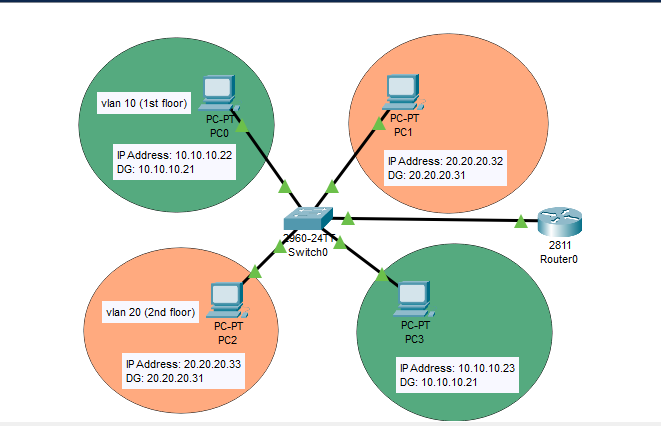 vlan 10 (1st floor)
PC-PT
PC0
IP Address: 10.10.10.22
DG: 10.10.10.21
PC-PT
PC1
IP Address: 20.20.20.32
DG: 20.20.20.31
2960-24TT
Switch0
2811
Router0
vlan 20 (2nd floor)
PC-PT
PC2
IP Address: 20.20.20.33
DG: 20.20.20.31
PC-PT
PC3
IP Address: 10.10.10.23
DG: 10.10.10.21